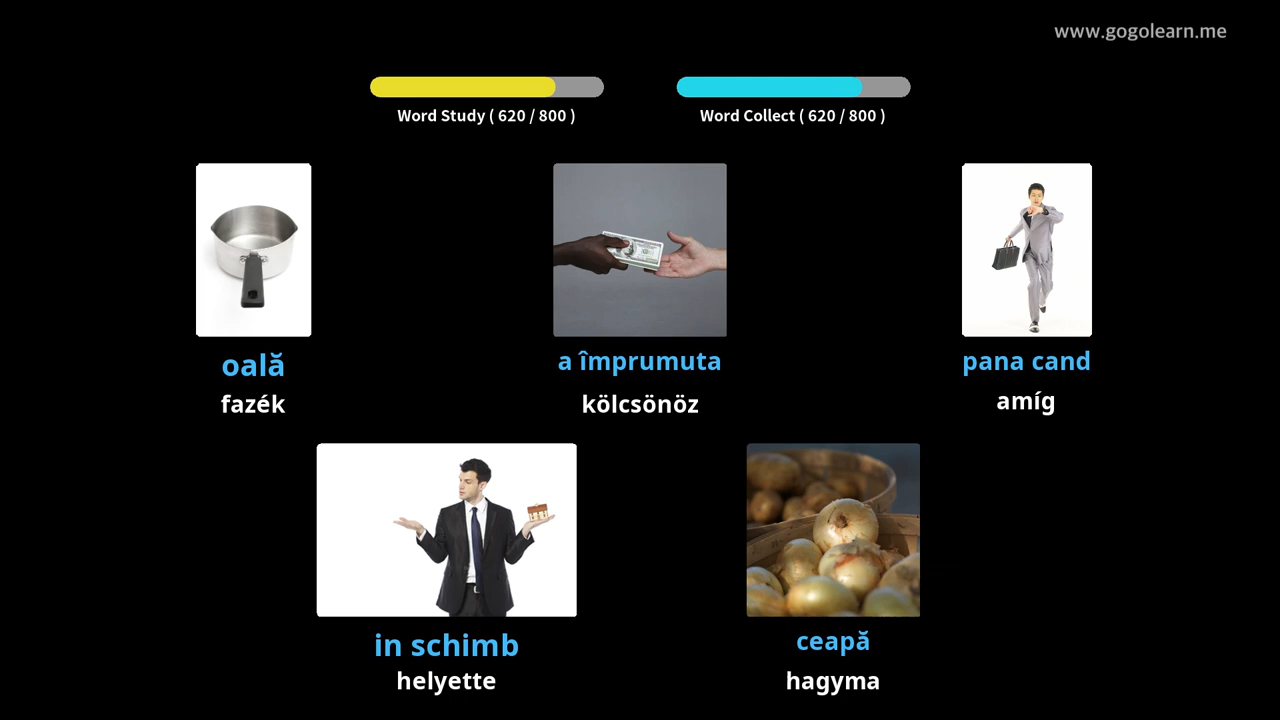 www.gogolearn.me
Word Study ( 620 / 800 )
Word Collect ( 620 / 800 )
oală
fazék
a împrumuta
kölcsönöz
pana cand
amíg
in schimb
helyette
ceapă
hagyma